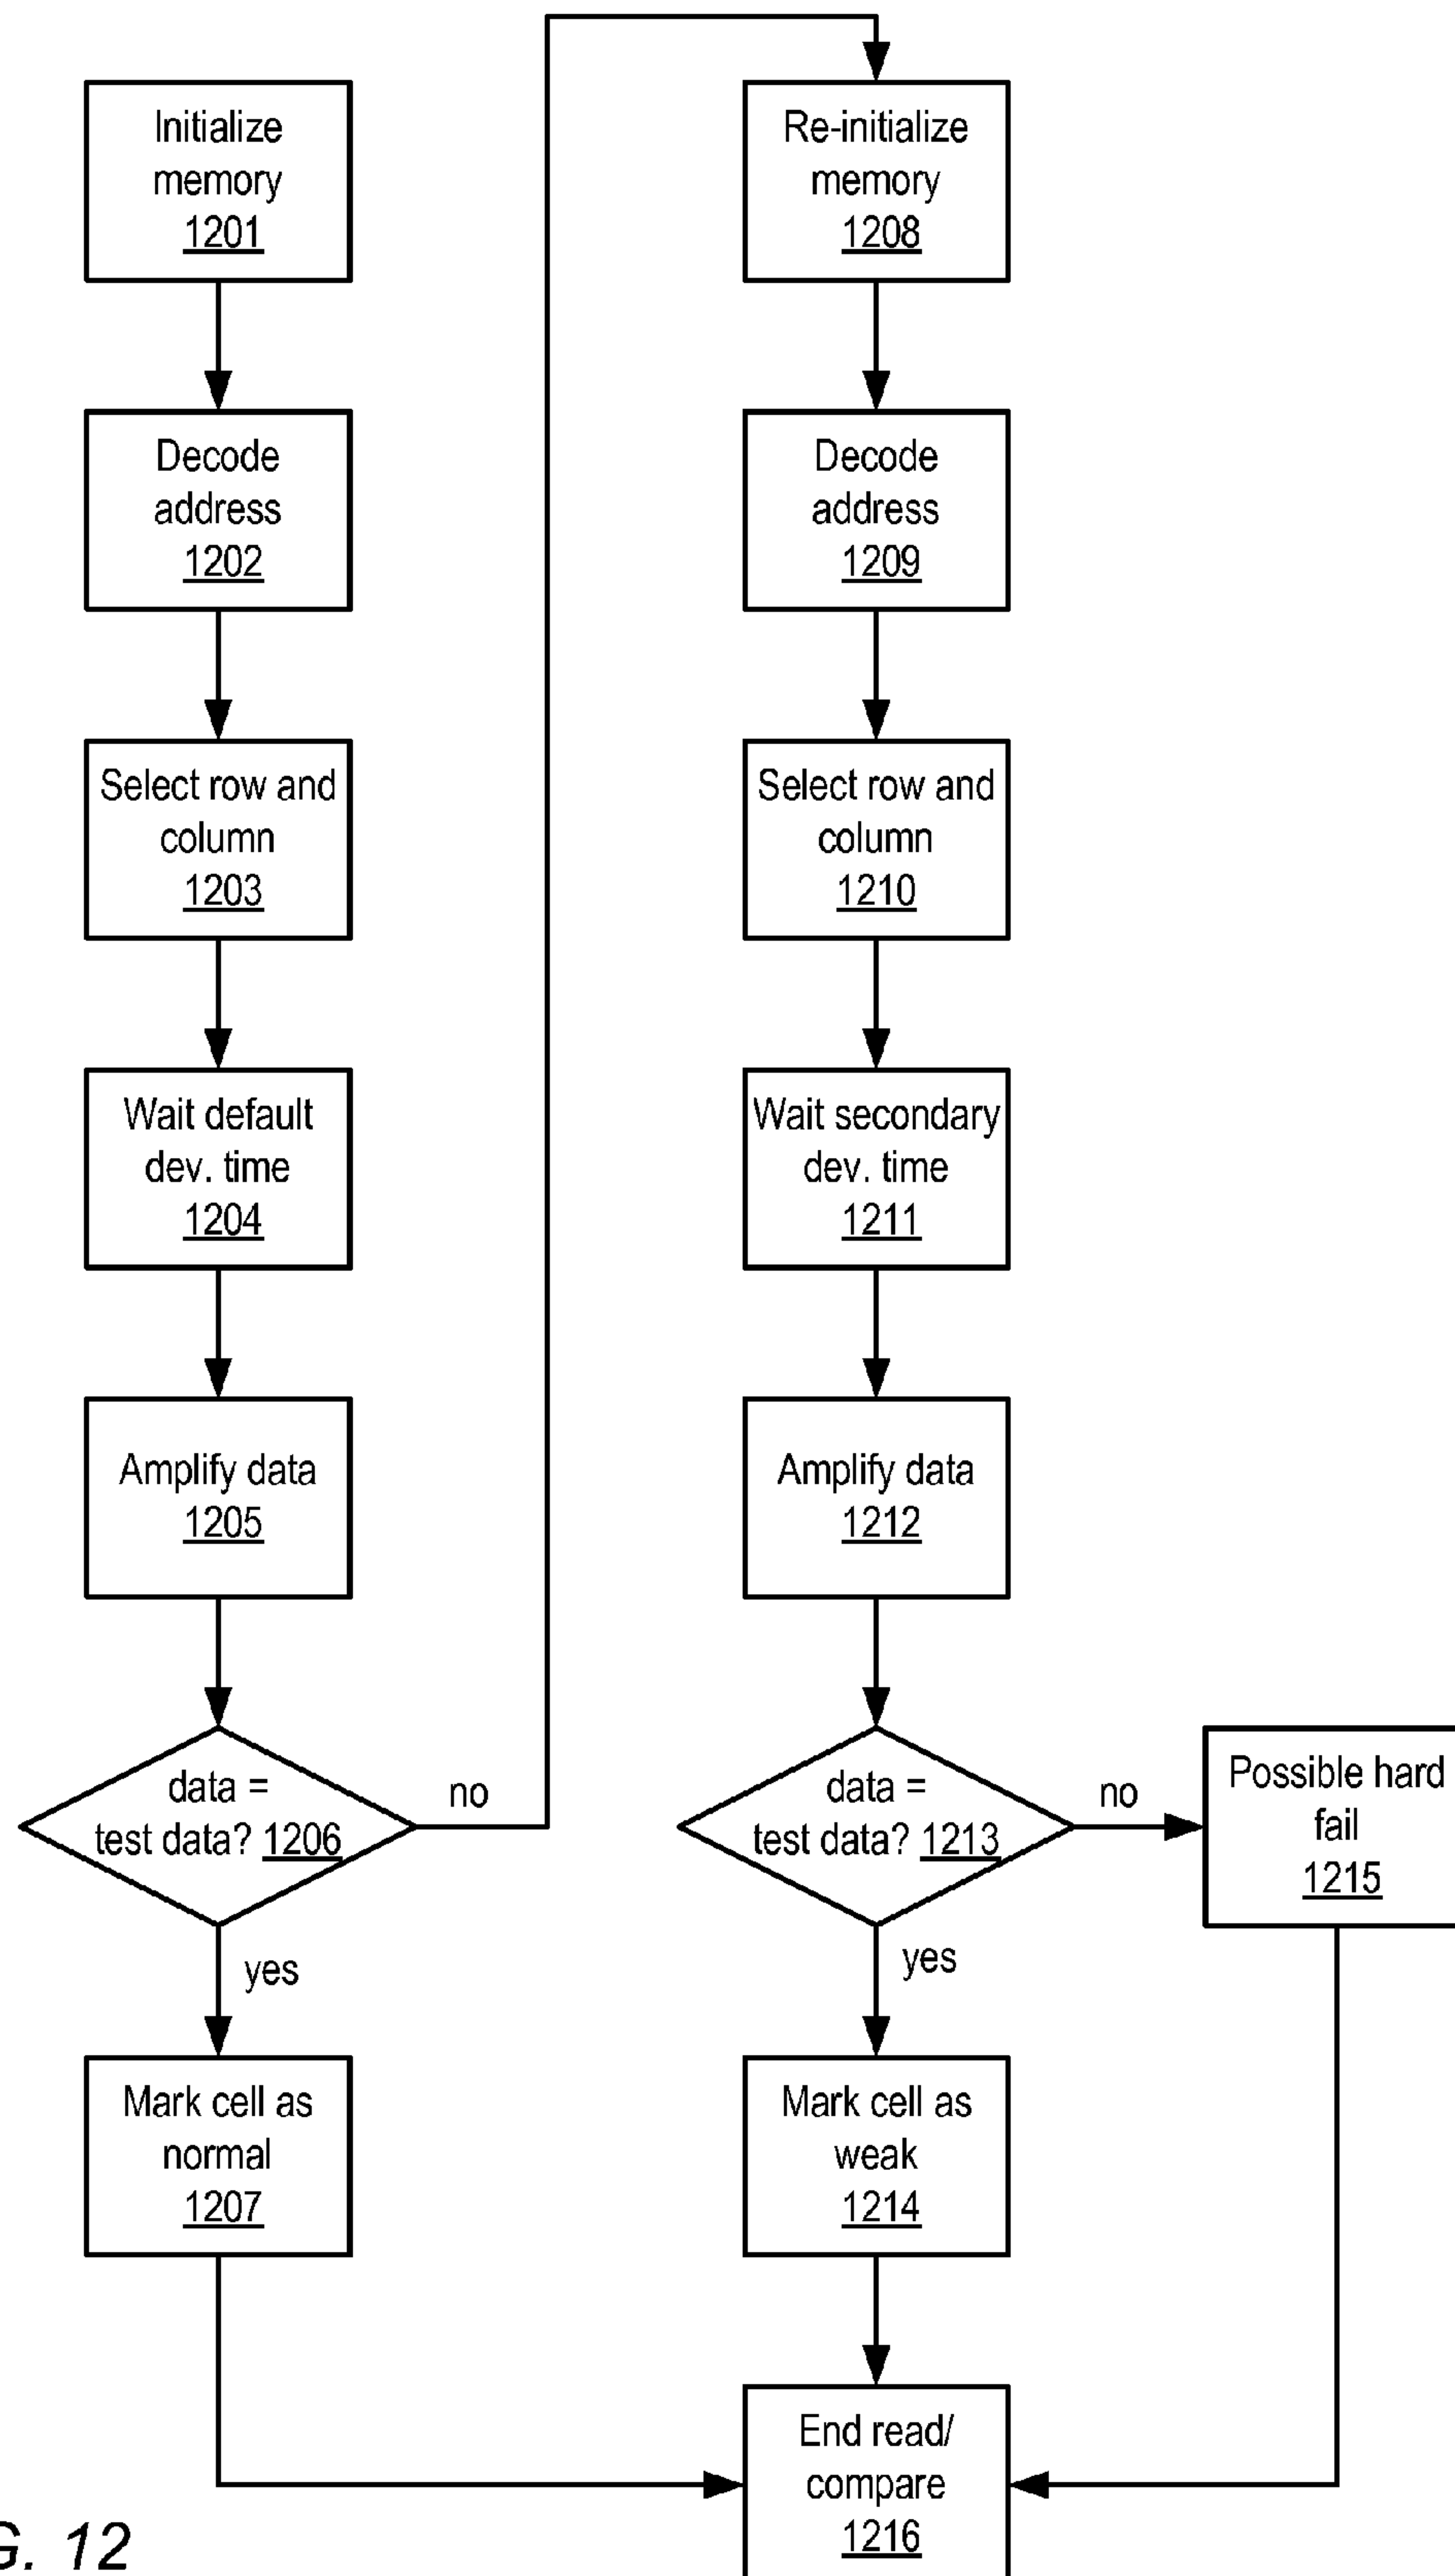 Initialize
memory
1201
Decode
address
1202
Select row and
column
1203
Wait default
dev. time
1204
Amplify data
1205
data =
test data? 1206
no
yes
Mark cell as
normal
1207
Re-initialize
memory
1208
Decode
address
1209
Select row and
column
1210
Wait secondary
dev. time
1211
Amplify data
1212
data =
test data? 1213
no
yes
Possible hard
fail
1215
Mark cell as
weak
1214
End read/
compare
1216
G. 12